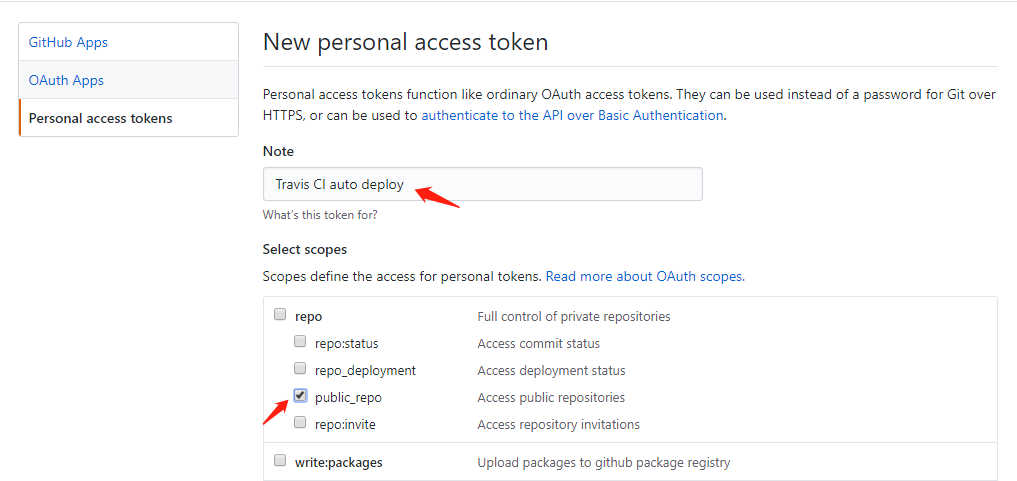 GitHub Apps
OAuth Apps
Personal access tokens
New personal access token
Personal access tokens function like ordinary OAuth access tokens. They can be used instead of a password for Git over
HTTPS, or can be used to authenticate to the API over Basic Authentication.
Note
Travis CI auto deploy
What's this token for?
Select scopes
Scopes define the access for personal tokens. Read more about OAuth scopes.
repo Full control of private repositories
repo:status Access commit status
repo_deployment Access deployment status
public_repo Access public repositories
repo:invite Access repository invitations
write:packages Upload packages to github package registry